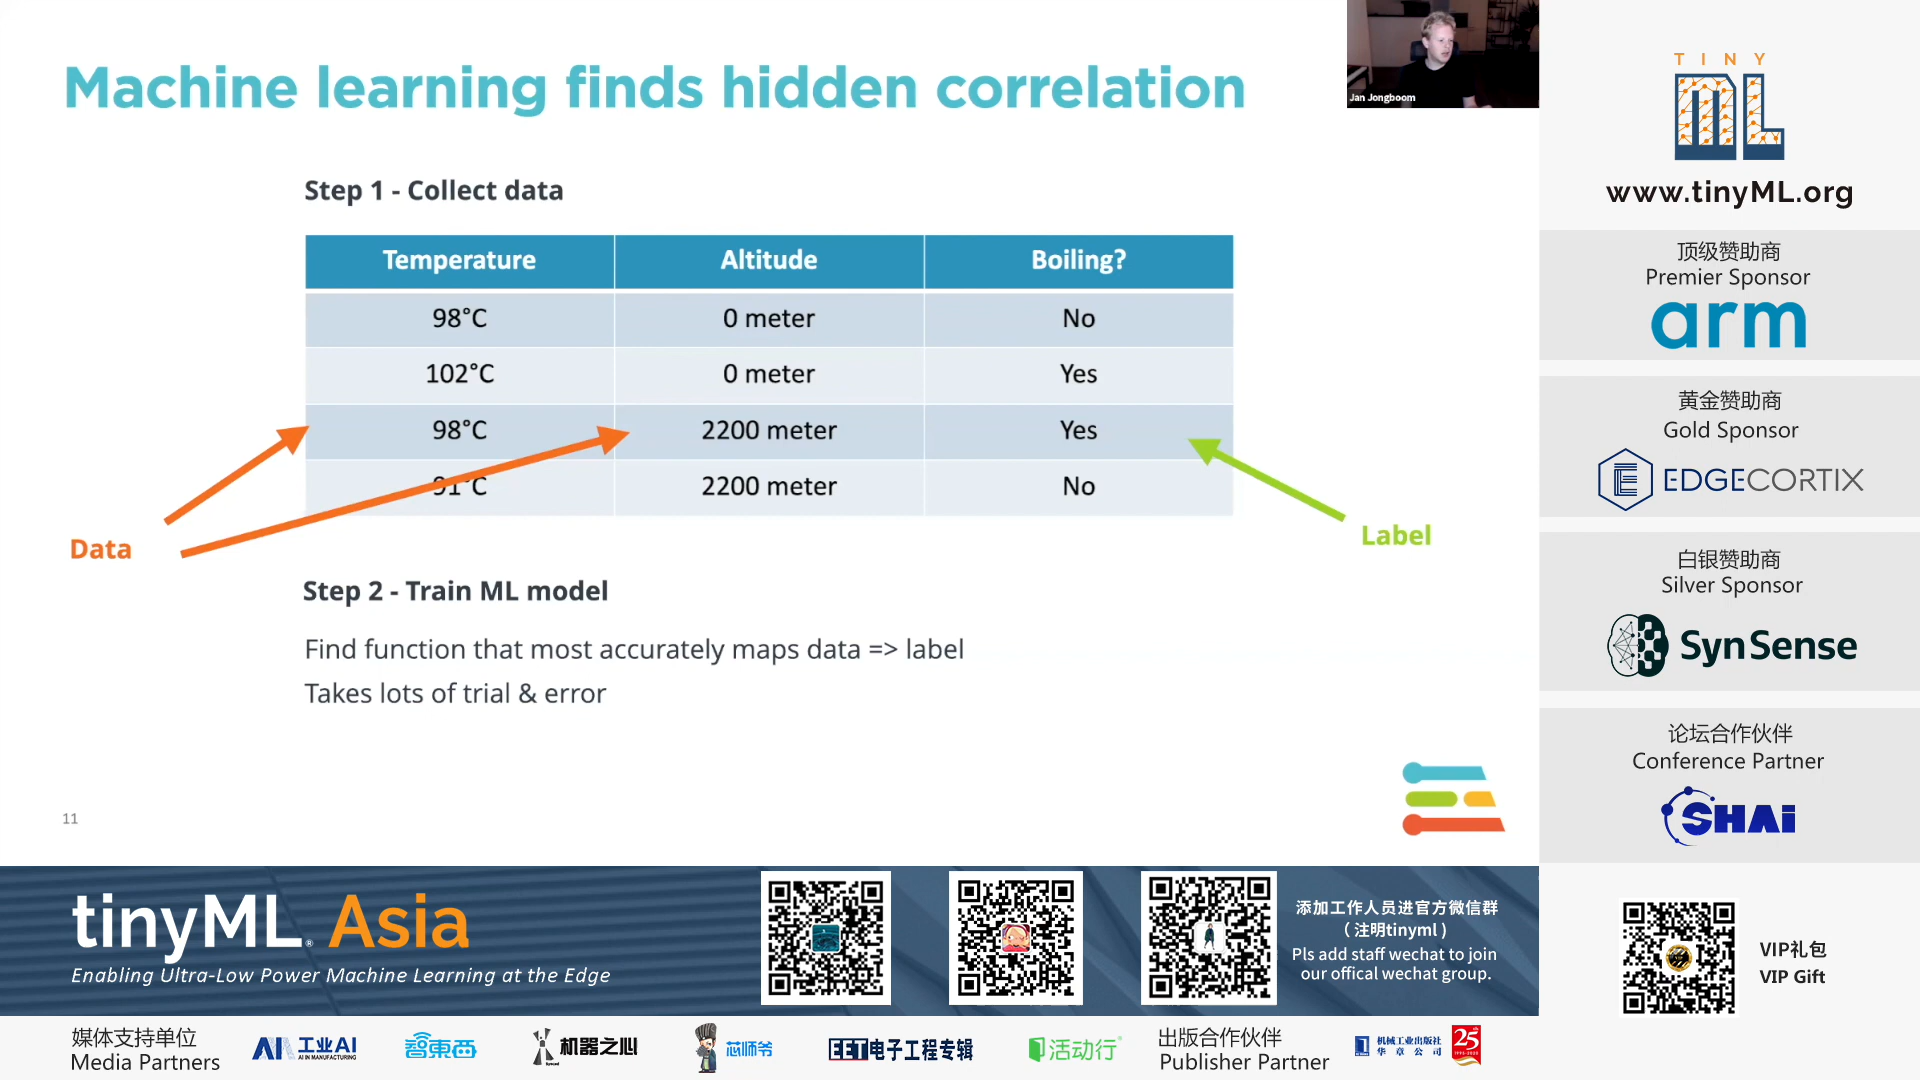 Machine learning finds hidden correlation
Jan Jongboom
Step 1 - Collect data
Temperature Altitude Boiling?
98°C 0 meter No
102°C 0 meter Yes
98°C 2200 meter Yes
91°C 2200 meter No
Data
Label
Step 2 - Train ML model
Find function that most accurately maps data => label
Takes lots of trial & error
11
TINY
ML
www.tinyML.org
顶级赞助商
Premier Sponsor
arm
黄金赞助商
Gold Sponsor
EDGECORTIX
白银赞助商
Silver Sponsor
SynSense
论坛合作伙伴
Conference Partner
SHAi
tinyML® Asia
Enabling Ultra-Low Power Machine Learning at the Edge
添加工作人员进官方微信群
（注明tinyml）
Pls add staff wechat to join
our offical wechat group.
VIP礼包
VIP Gift
媒体支持单位
Media Partners
AI 工业AI
AI IN MANUFACTURING
智東西
机器之心
Synced
芯师爷
EET电子工程专辑
活动行
出版合作伙伴
Publisher Partner
机械工业出版社
华章公司
25